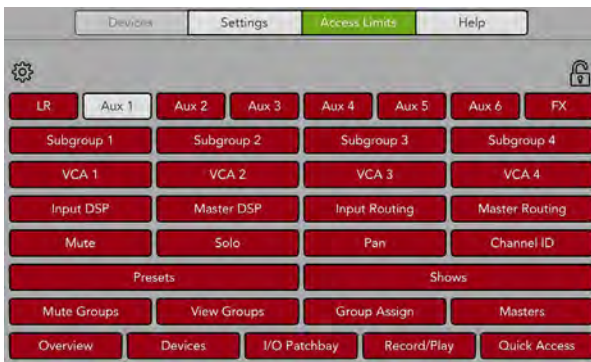 Devices Settings Access Limits Help
LR Aux 1 Aux 2 Aux 3 Aux 4 Aux 5 Aux 6 FX
Subgroup 1 Subgroup 2 Subgroup 3 Subgroup 4
VCA 1 VCA 2 VCA 3 VCA 4
Input DSP Master DSP Input Routing Master Routing
Mute Solo Pan Channel ID
Presets Shows
Mute Groups View Groups Group Assign Masters
Overview Devices I/O Patchbay Record/Play Quick Access